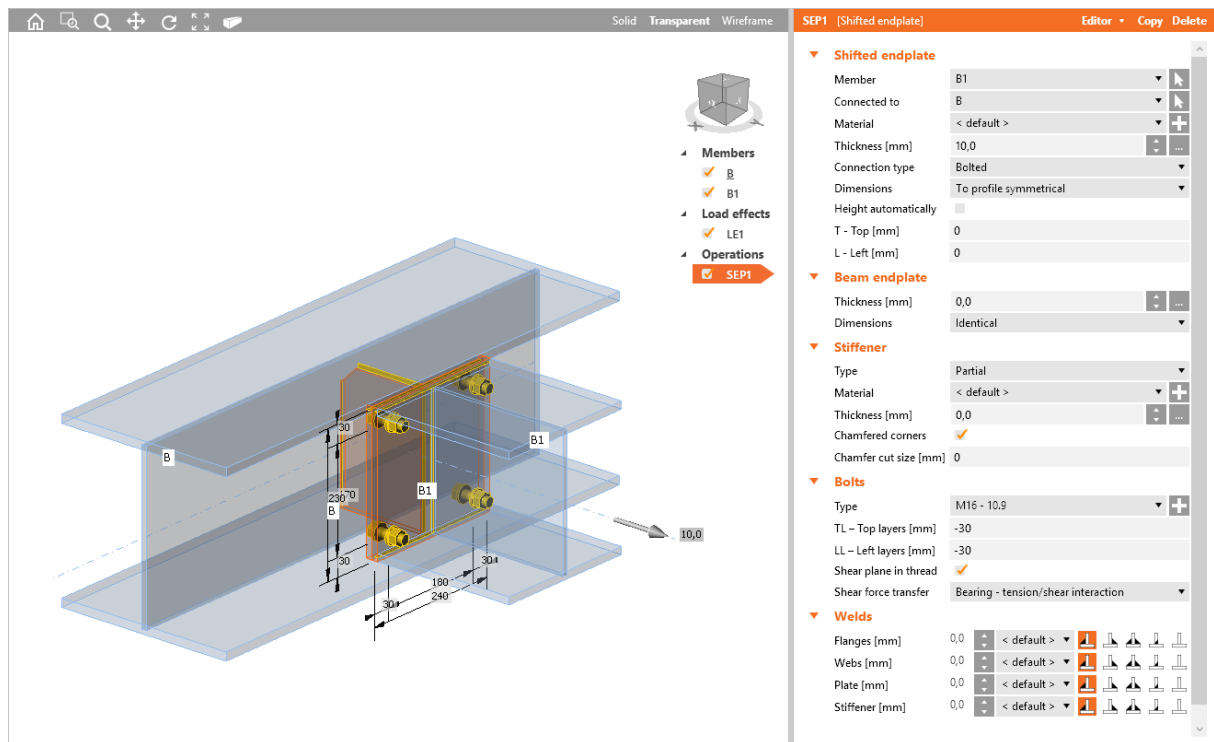 Solid Transparent Wireframe
Members
B
B1
Load effects
LE1
Operations
SEP1
B
B1
B1
30
230
70
B
30
10,0
30
180
240
30
SEP1 [Shifted endplate] Editor Copy Delete
Shifted endplate
Member B1
Connected to B
Material < default >
Thickness [mm] 10,0 ...
Connection type Bolted
Dimensions To profile symmetrical
Height automatically
T - Top [mm] 0
L - Left [mm] 0
Beam endplate
Thickness [mm] 0,0 ...
Dimensions Identical
Stiffener
Type Partial
Material < default >
Thickness [mm] 0,0 ...
Chamfered corners
Chamfer cut size [mm] 0
Bolts
Type M16 - 10.9
TL – Top layers [mm] -30
LL – Left layers [mm] -30
Shear plane in thread
Shear force transfer Bearing - tension/shear interaction
Welds
Flanges [mm] 0,0 < default >
Webs [mm] 0,0 < default >
Plate [mm] 0,0 < default >
Stiffener [mm] 0,0 < default >